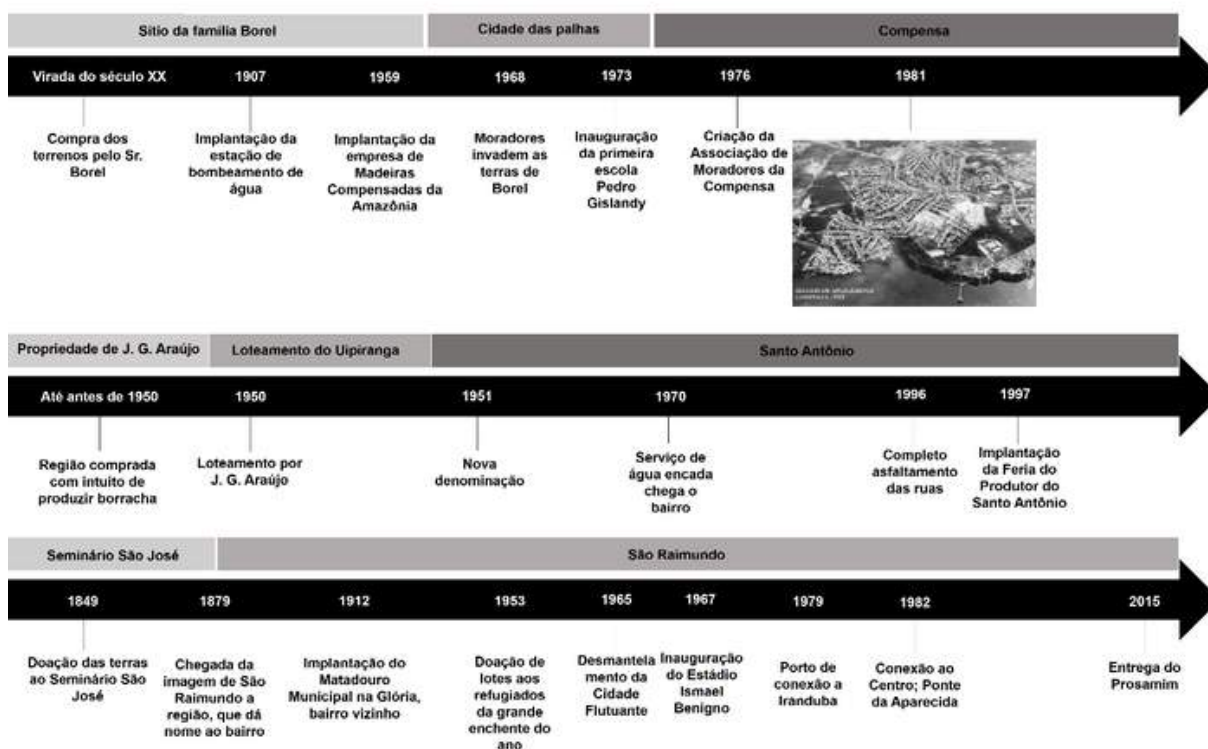 Sítio da família Borel
Cidade das palhas
Compensa
Virada do século XX
1907
1959
1968
1973
1976
1981
Compra dos
terrenos pelo Sr.
Borel
Implantação da
estação de
bombeamento de
água
Implantação da
empresa de
Madeiras
Compensadas da
Amazônia
Moradores
invadem as
terras de
Borel
Inauguração
da primeira
escola
Pedro
Gislandy
Criação da
Associação de
Moradores da
Compensa
Propriedade de J. G. Araújo
Loteamento do Uipiranga
Santo Antônio
Até antes de 1950
1950
1951
1970
1996
1997
Região comprada
com intuito de
produzir borracha
Loteamento por
J. G. Araújo
Nova
denominação
Serviço de
água encada
chega o
bairro
Completo
asfaltamento
das ruas
Implantação
da Feria do
Produtor do
Santo Antônio
Seminário São José
São Raimundo
1849
1879
1912
1953
1965
1967
1979
1982
2015
Doação das terras
ao Seminário São
José
Chegada da
imagem de São
Raimundo a
região, que dá
nome ao bairro
Implantação do
Matadouro
Municipal na Glória,
bairro vizinho
Doação de
lotes aos
refugiados
da grande
enchente do
ano
Desmantela
mento da
Cidade
Flutuante
Inauguração
do Estádio
Ismael
Benigno
Porto de
conexão a
Iranduba
Conexão ao
Centro; Ponte
da Aparecida
Entrega do
Prosamim